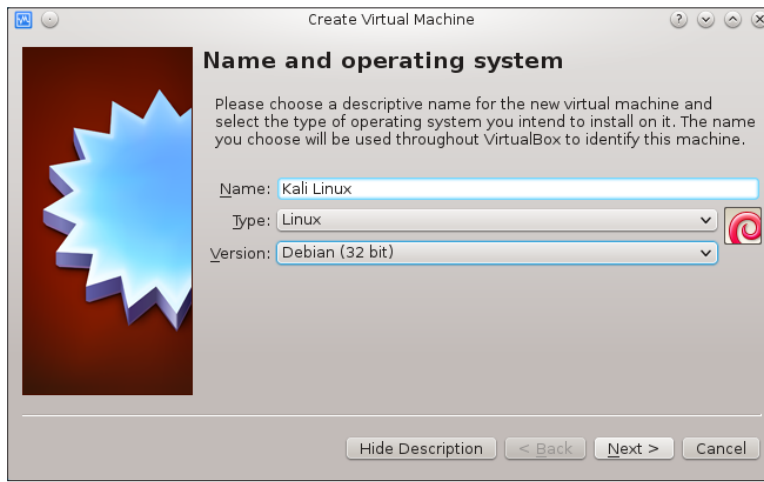 Create Virtual Machine
Name and operating system
Please choose a descriptive name for the new virtual machine and
select the type of operating system you intend to install on it. The name
you choose will be used throughout VirtualBox to identify this machine.
Name: Kali Linux
Type: Linux
Version: Debian (32 bit)
Hide Description < Back Next > Cancel